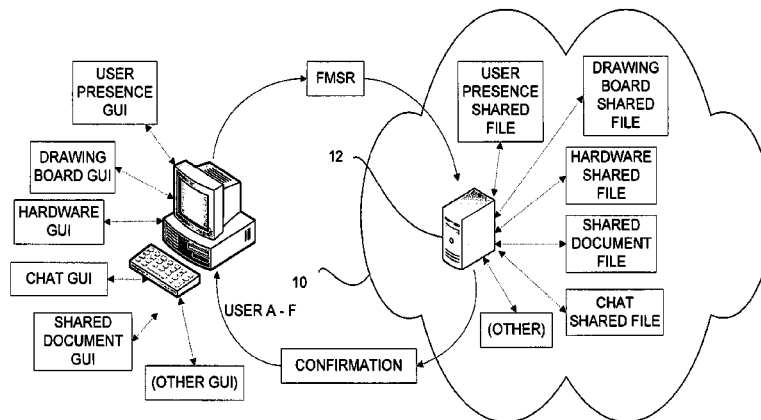 USER
PRESENCE
GUI
DRAWING
BOARD GUI
HARDWARE
GUI
CHAT GUI
SHARED
DOCUMENT
GUI
(OTHER GUI)
USER A - F
FMSR
CONFIRMATION
12
10
USER
PRESENCE
SHARED
FILE
DRAWING
BOARD
SHARED
FILE
HARDWARE
SHARED
FILE
SHARED
DOCUMENT
FILE
CHAT
SHARED FILE
(OTHER)